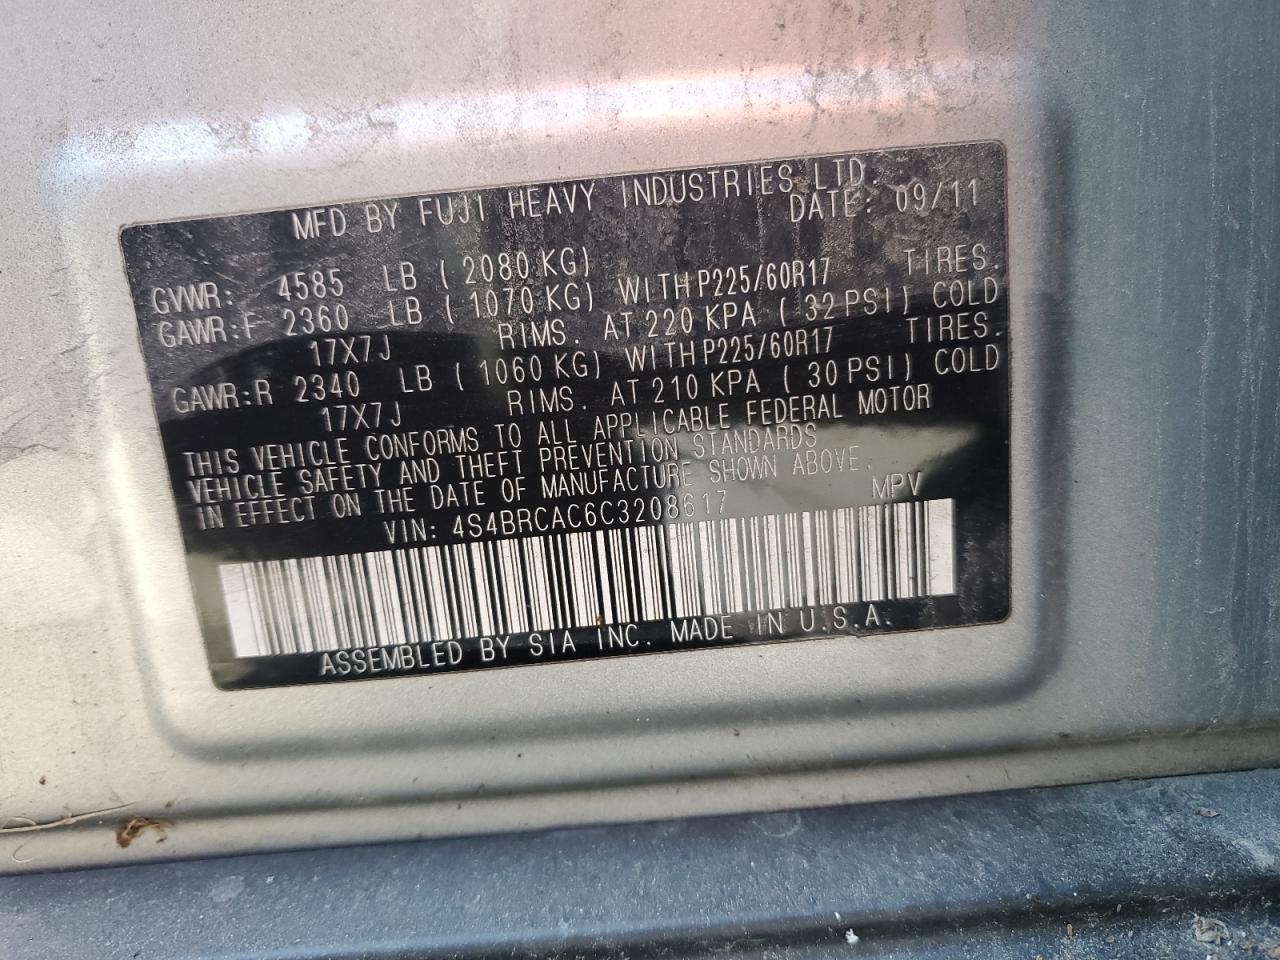 MFD BY FUJI HEAVY INDUSTRIES LTD.
DATE: 09/11
GVWR: 4585 LB ( 2080 KG)
GAWR:F 2360 LB ( 1070 KG) WITH P225/60R17 TIRES.
17X7J RIMS. AT 220 KPA ( 32 PSI) COLD
GAWR:R 2340 LB ( 1060 KG) WITH P225/60R17 TIRES.
17X7J RIMS. AT 210 KPA ( 30 PSI) COLD
THIS VEHICLE CONFORMS TO ALL APPLICABLE FEDERAL MOTOR
VEHICLE SAFETY AND THEFT PREVENTION STANDARDS
IN EFFECT ON THE DATE OF MANUFACTURE SHOWN ABOVE.
VIN: 4S4BRCAC6C3208617 MPV
ASSEMBLED BY SIA INC. MADE IN U.S.A.